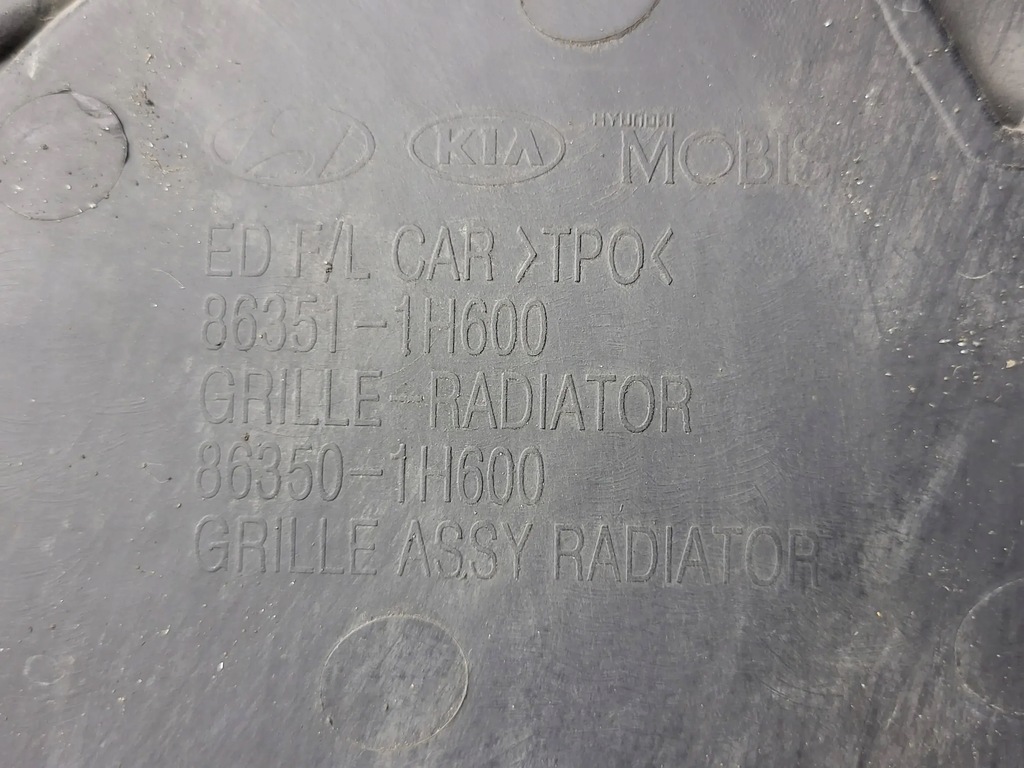 KIA HYUNDAI MOBIS
ED F/L CAR >TPO<
86351-1H600
GRILLE-RADIATOR
86350-1H600
GRILLE ASSY RADIATOR